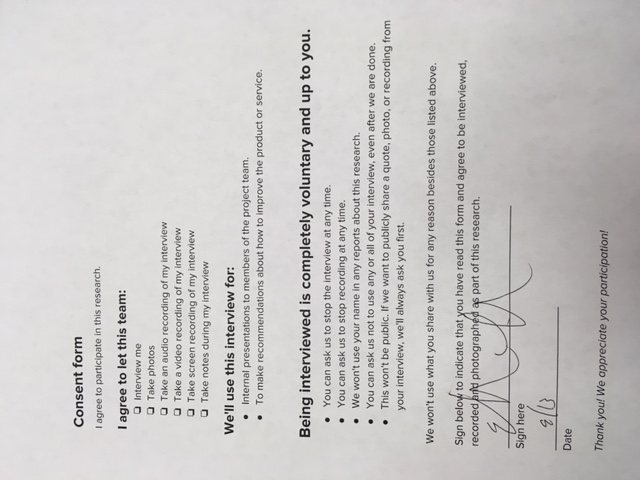 Consent form
I agree to participate in this research.
I agree to let this team:
Interview me
Take photos
Take an audio recording of my interview
Take a video recording of my interview
Take screen recording of my interview
Take notes during my interview
We'll use this interview for:
• Internal presentations to members of the project team.
• To make recommendations about how to improve the product or service.
Being interviewed is completely voluntary and up to you.
• You can ask us to stop the interview at any time.
• You can ask us to stop recording at any time.
• We won't use your name in any reports about this research.
• You can ask us not to use any or all of your interview, even after we are done.
• This won't be public. If we want to publicly share a quote, photo, or recording from
your interview, we'll always ask you first.
We won't use what you share with us for any reason besides those listed above.
Sign below to indicate that you have read this form and agree to be interviewed,
recorded and photographed as part of this research.
Sign here
Date
Thank you! We appreciate your participation!